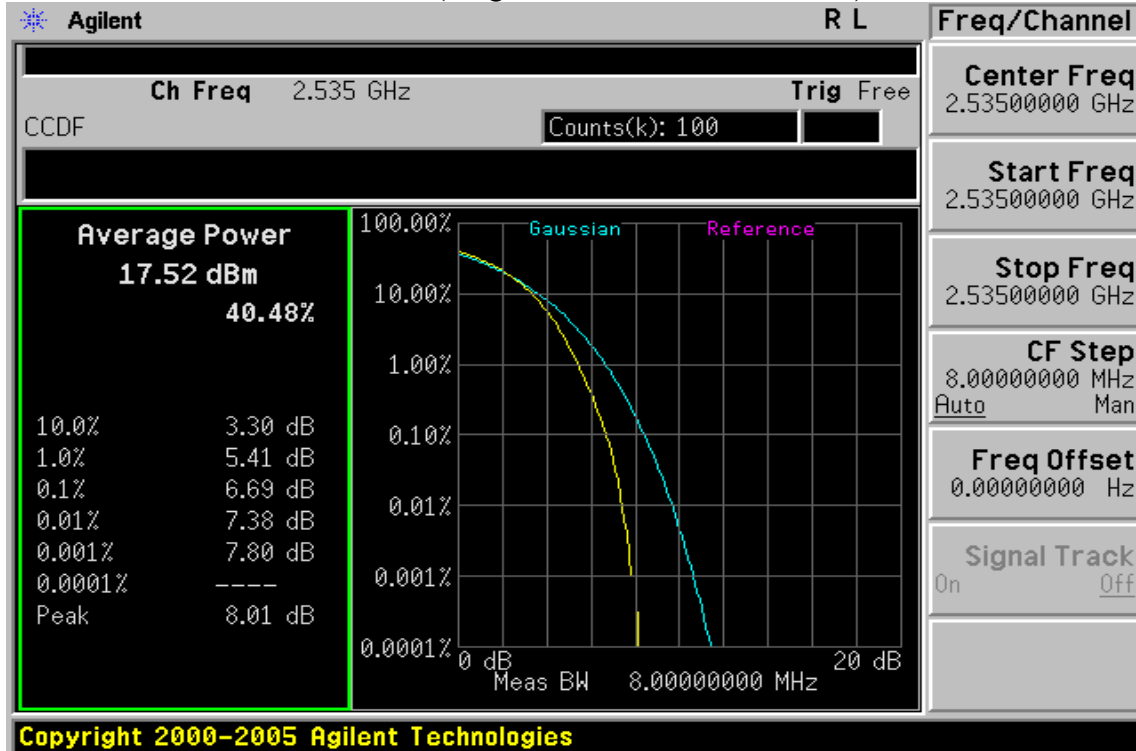 Agilent R L
Ch Freq 2.535 GHz Trig Free
CCDF Counts(k): 100
Average Power
17.52 dBm
40.48%
10.0% 3.30 dB
1.0% 5.41 dB
0.1% 6.69 dB
0.01% 7.38 dB
0.001% 7.80 dB
0.0001% ----
Peak 8.01 dB
Gaussian Reference
100.00%
10.00%
1.00%
0.10%
0.01%
0.001%
0.0001%
0 dB 20 dB
Meas BW 8.00000000 MHz
Freq/Channel
Center Freq
2.53500000 GHz
Start Freq
2.53500000 GHz
Stop Freq
2.53500000 GHz
CF Step
8.00000000 MHz
Auto Man
Freq Offset
0.00000000 Hz
Signal Track
On Off
Copyright 2000-2005 Agilent Technologies